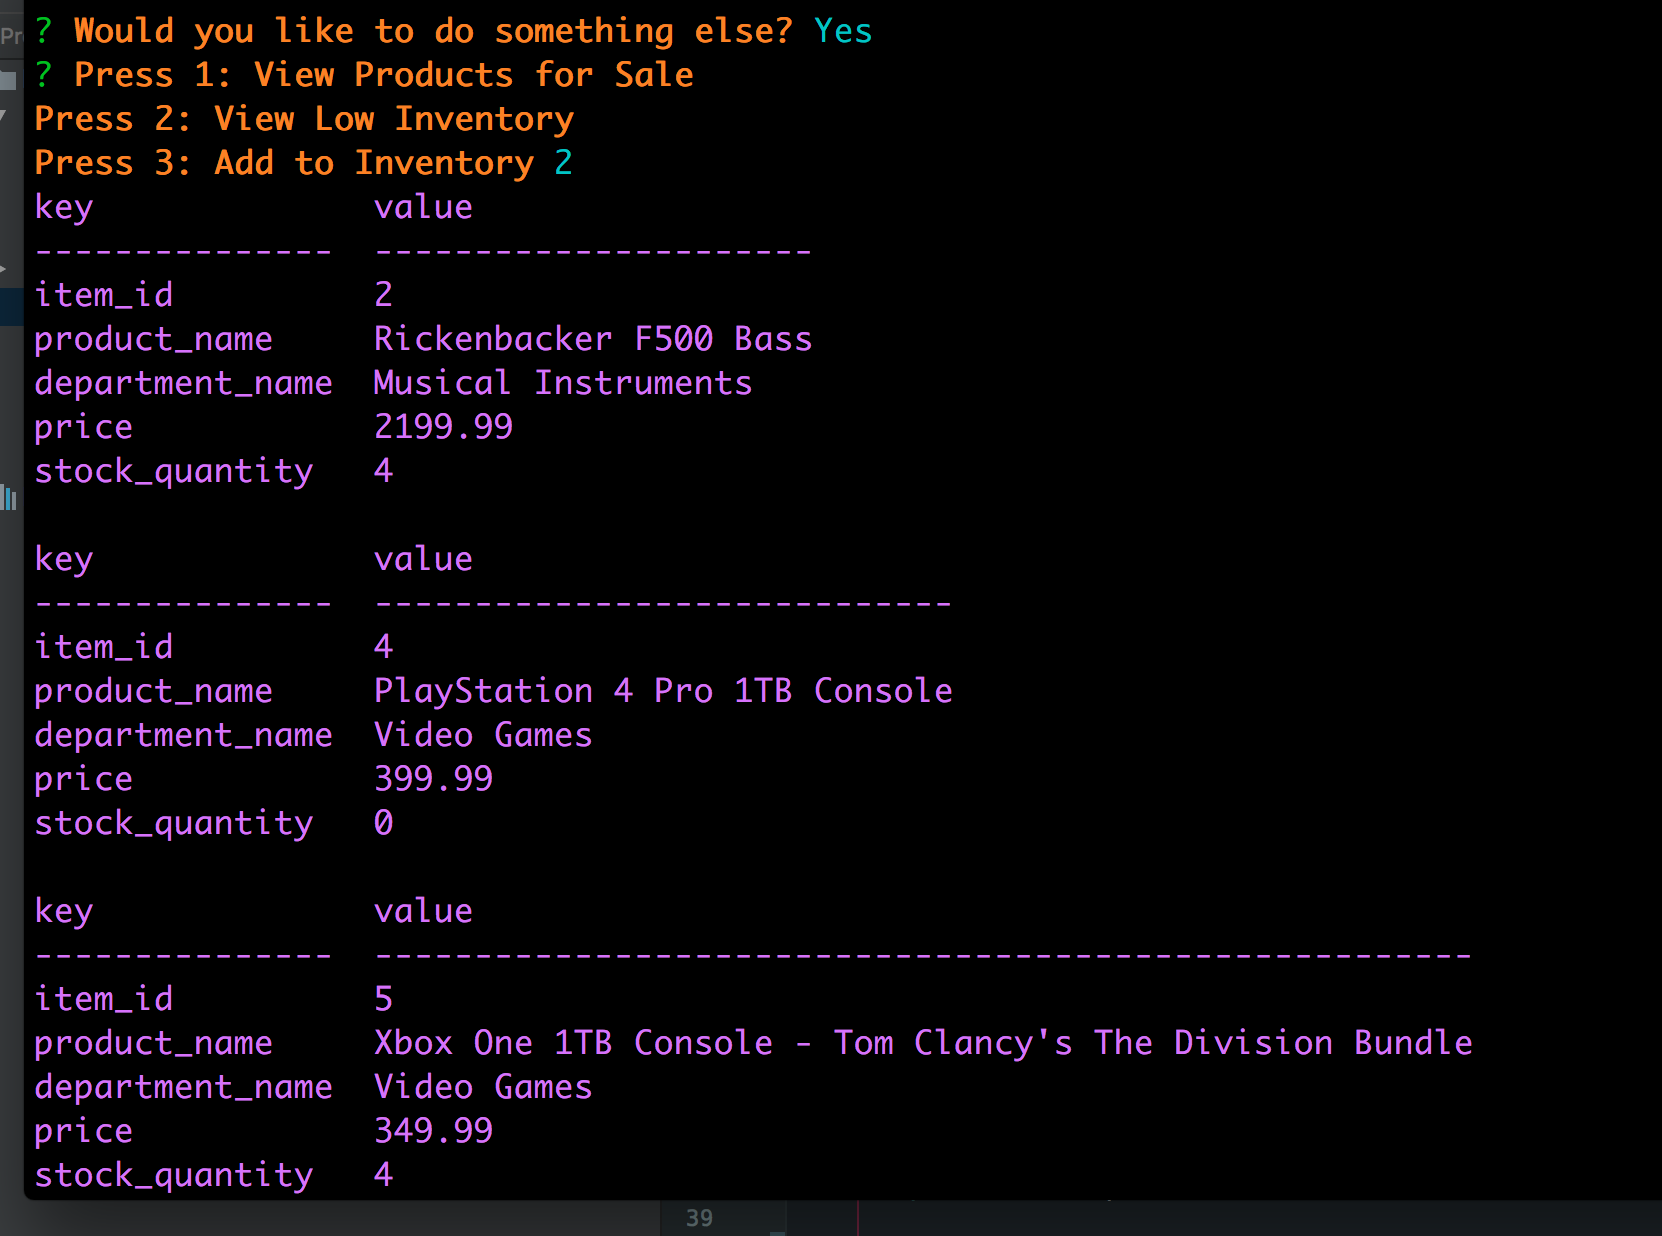 ? Would you like to do something else? Yes
? Press 1: View Products for Sale
Press 2: View Low Inventory
Press 3: Add to Inventory 2
key value
--------------- ----------------------
item_id 2
product_name Rickenbacker F500 Bass
department_name Musical Instruments
price 2199.99
stock_quantity 4
key value
--------------- -----------------------------
item_id 4
product_name PlayStation 4 Pro 1TB Console
department_name Video Games
price 399.99
stock_quantity 0
key value
--------------- -------------------------------------------------------
item_id 5
product_name Xbox One 1TB Console - Tom Clancy's The Division Bundle
department_name Video Games
price 349.99
stock_quantity 4
39